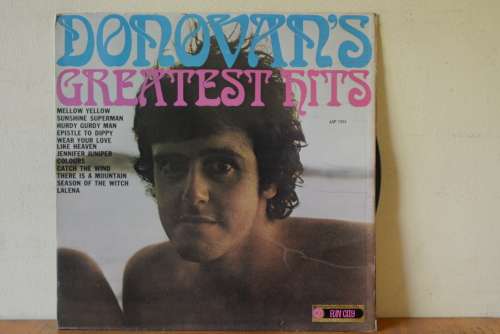 DONOVAN'S
GREATEST HITS
MELLOW YELLOW
SUNSHINE SUPERMAN
HURDY GURDY MAN
EPISTLE TO DIPPY
WEAR YOUR LOVE
LIKE HEAVEN
JENNIFER JUNIPER
COLOURS
CATCH THE WIND
THERE IS A MOUNTAIN
SEASON OF THE WITCH
LALENA